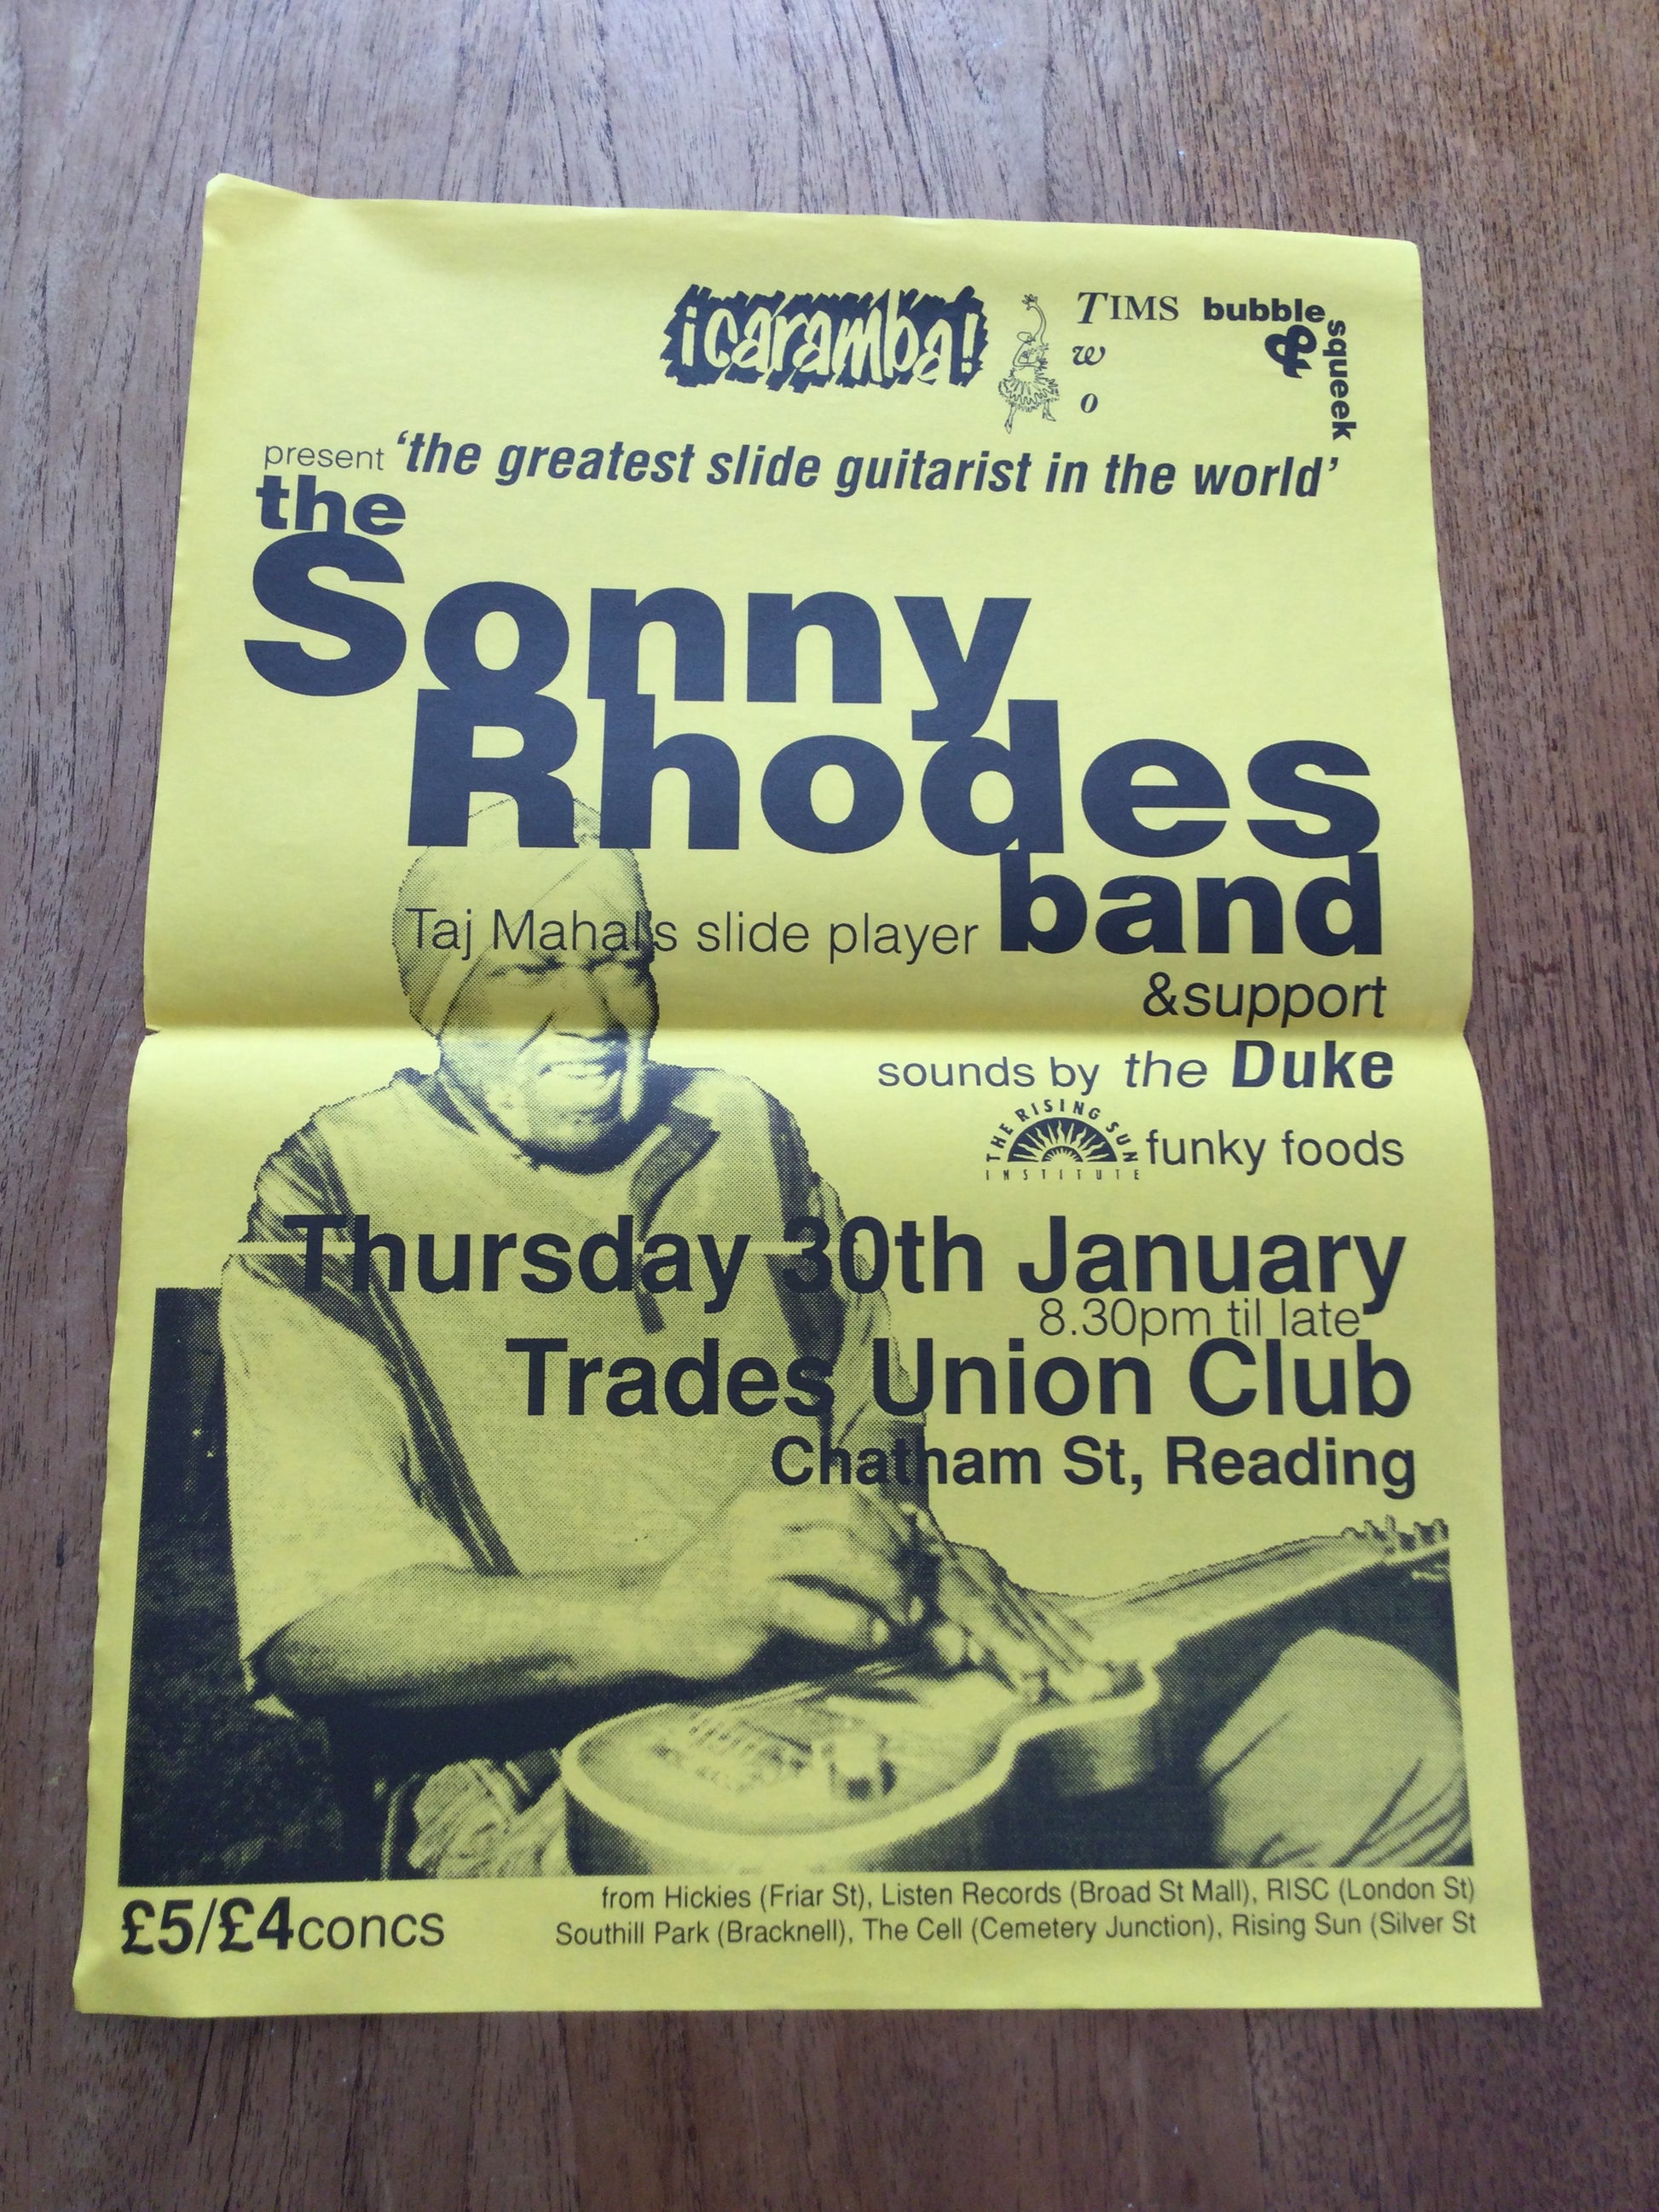 ¡caramba!
TIMS
w
o
bubble
&
squeek
present 'the greatest slide guitarist in the world'
the
Sonny
Rhodes
band
Taj Mahal's slide player
&support
sounds by the Duke
THE RISING SUN
INSTITUTE
funky foods
Thursday 30th January
8.30pm til late
Trades Union Club
Chatham St, Reading
£5/£4concs
from Hickies (Friar St), Listen Records (Broad St Mall), RISC (London St)
Southill Park (Bracknell), The Cell (Cemetery Junction), Rising Sun (Silver St